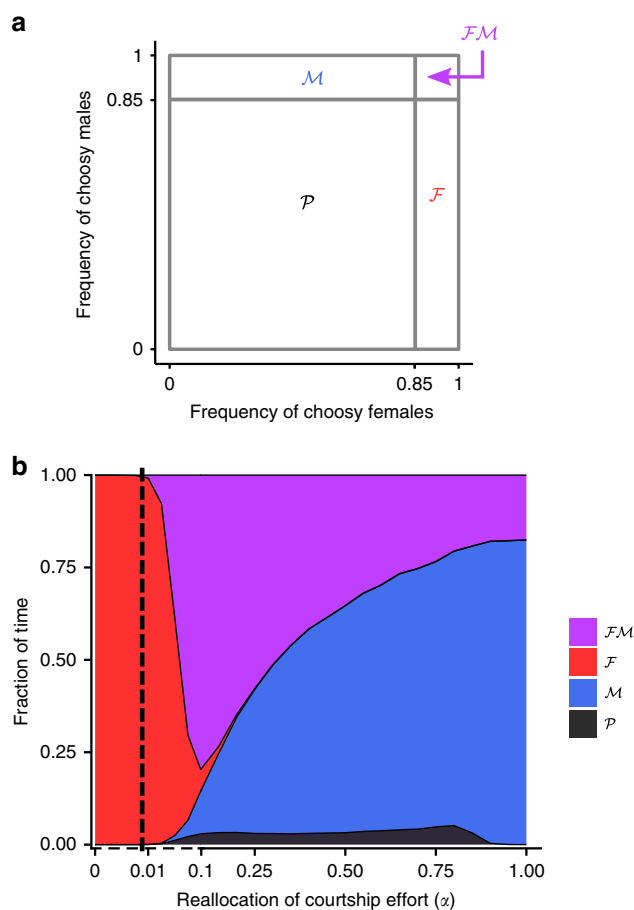 a
ℱℳ
1
ℳ
0.85
Frequency of choosy males
𝒫
ℱ
0
0
0.85
1
Frequency of choosy females
b
1.00
0.75
Fraction of time
0.50
0.25
0.00
0
0.01
0.1
0.25
0.50
0.75
1.00
Reallocation of courtship effort (α)
ℱℳ
ℱ
ℳ
𝒫